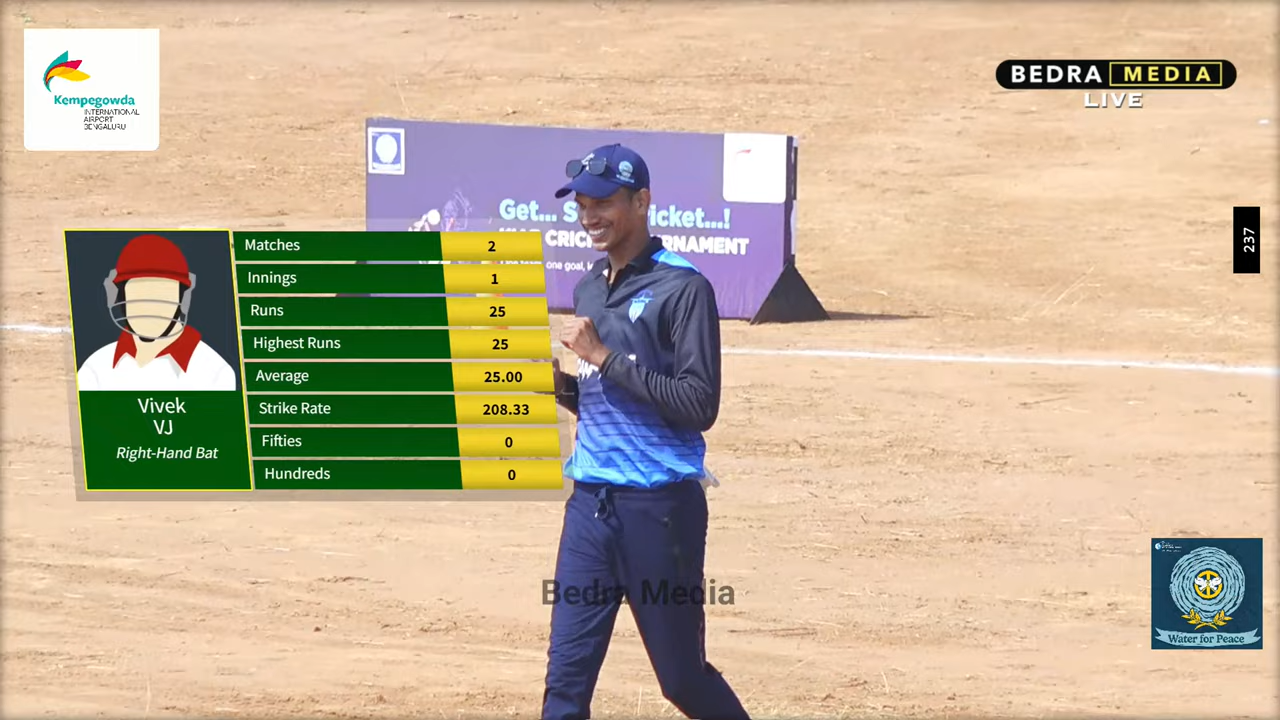 Kempegowda
INTERNATIONAL
AIRPORT
BENGALURU
BEDRA MEDIA
LIVE
237
Get... S ricket...!
CRIC RNAMENT
one goal,
Matches 2
Innings 1
Runs 25
Highest Runs 25
Average 25.00
Strike Rate 208.33
Fifties 0
Hundreds 0
Vivek
VJ
Right-Hand Bat
Bedra Media
Water for Peace